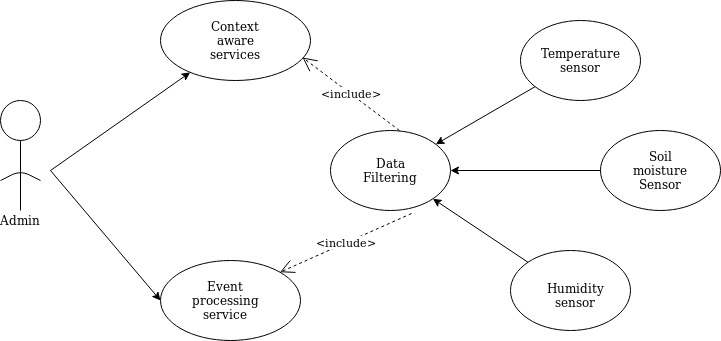 Context
aware
services
Temperature
sensor
<include>
Data
Filtering
Soil
moisture
Sensor
Admin
<include>
Event
processing
service
Humidity
sensor